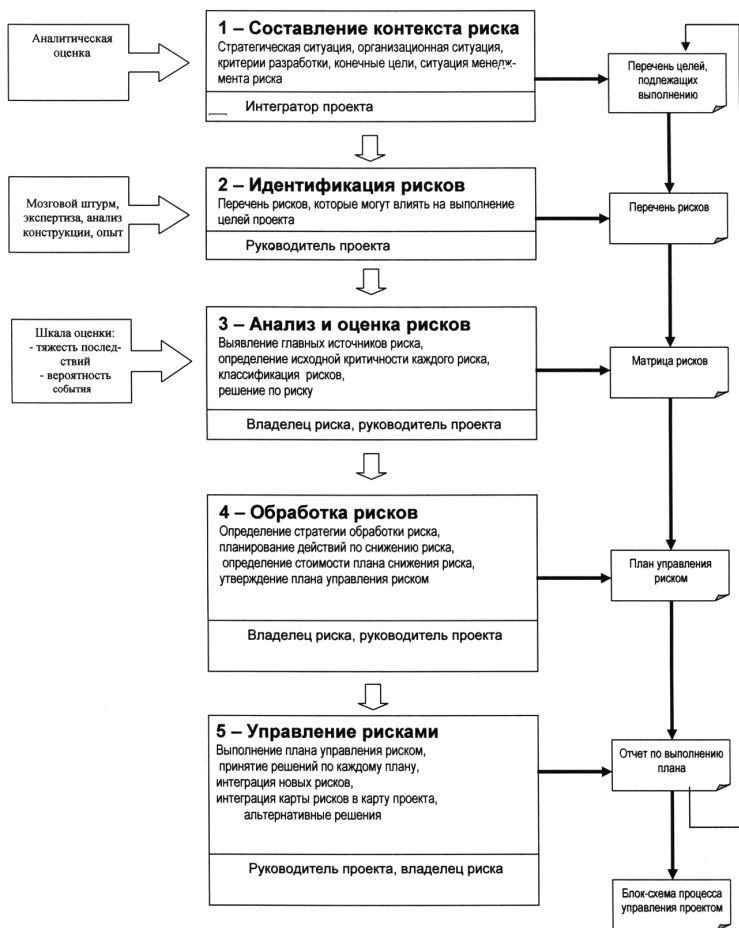 Аналитическая
оценка
1 – Составление контекста риска
Стратегическая ситуация, организационная ситуация,
критерии разработки, конечные цели, ситуация менедж-
мента риска
Интегратор проекта
Перечень целей,
подлежащих
выполнению
Мозговой штурм,
экспертиза, анализ
конструкции, опыт
2 – Идентификация рисков
Перечень рисков, которые могут влиять на выполнение
целей проекта
Руководитель проекта
Перечень рисков
Шкала оценки:
- тяжесть послед-
ствий
- вероятность
события
3 – Анализ и оценка рисков
Выявление главных источников риска,
определение исходной критичности каждого риска,
классификация рисков,
решение по риску
Владелец риска, руководитель проекта
Матрица рисков
4 – Обработка рисков
Определение стратегии обработки риска,
планирование действий по снижению риска,
определение стоимости плана снижения риска,
утверждение плана управления риском
Владелец риска, руководитель проекта
План управления
риском
5 – Управление рисками
Выполнение плана управления риском,
принятие решений по каждому плану,
интеграция новых рисков,
интеграция карты рисков в карту проекта,
альтернативные решения
Руководитель проекта, владелец риска
Отчет по выполнению
плана
Блок-схема процесса
управления проектом